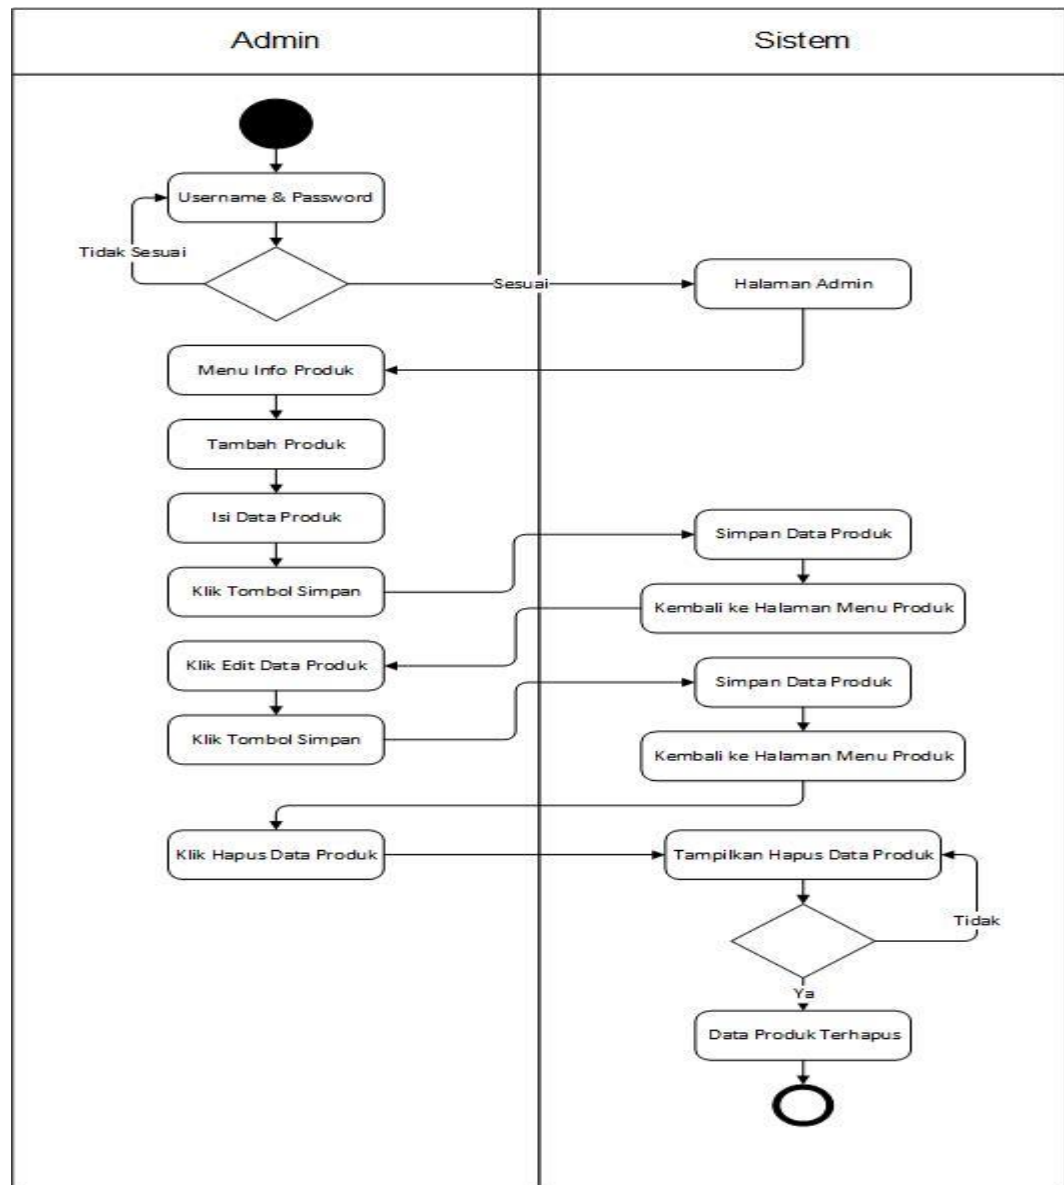 Admin
Sistem
Username & Password
Tidak Sesuai
Sesuai
Halaman Admin
Menu Info Produk
Tambah Produk
Isi Data Produk
Simpan Data Produk
Klik Tombol Simpan
Kembali ke Halaman Menu Produk
Klik Edit Data Produk
Simpan Data Produk
Klik Tombol Simpan
Kembali ke Halaman Menu Produk
Klik Hapus Data Produk
Tampilkan Hapus Data Produk
Tidak
Ya
Data Produk Terhapus